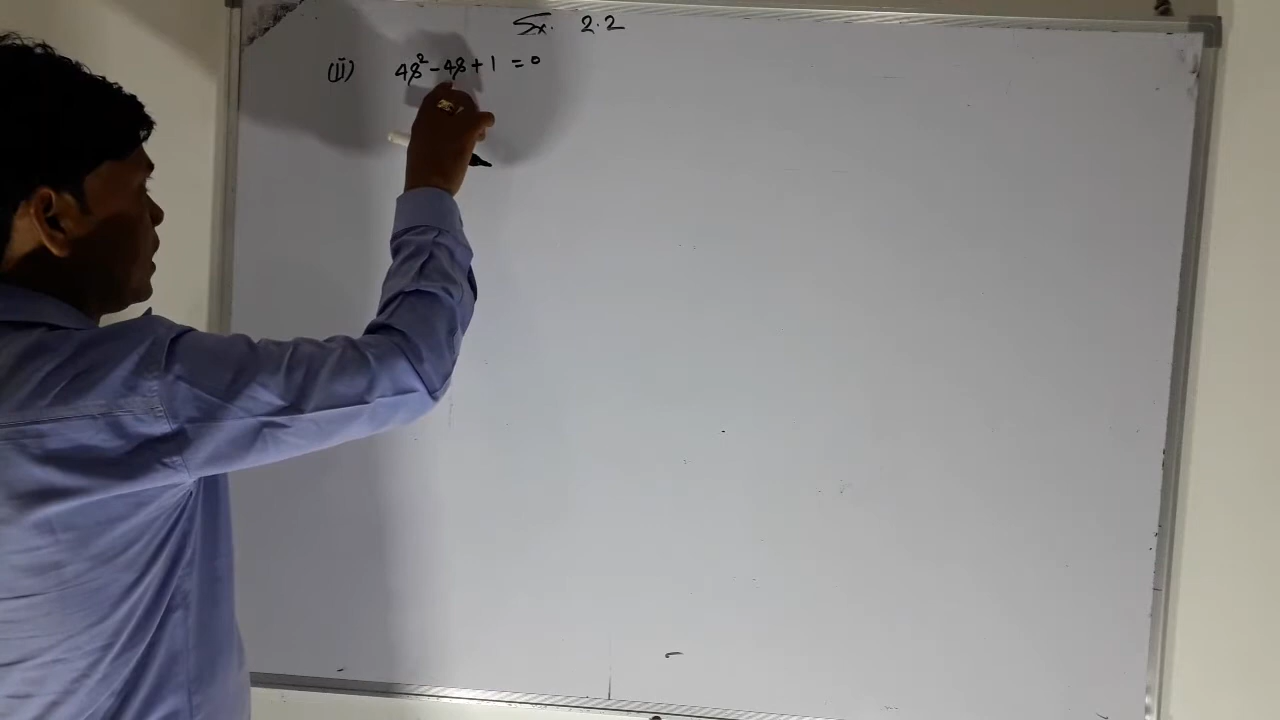 Ex. 2.2
(ii) 4s²-4s+1 = 0